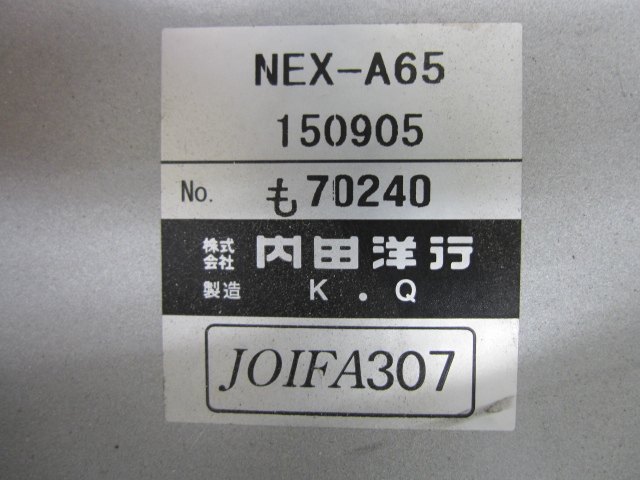 NEX-A65
150905
No. も70240
株式会社 内田洋行
製造 K.Q
JOIFA307